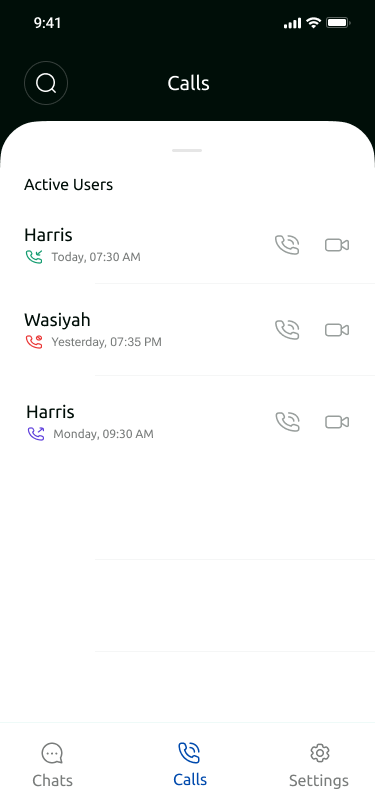 9:41
Calls
Active Users
Harris
Today, 07:30 AM
Wasiyah
Yesterday, 07:35 PM
Harris
Monday, 09:30 AM
Chats
Calls
Settings